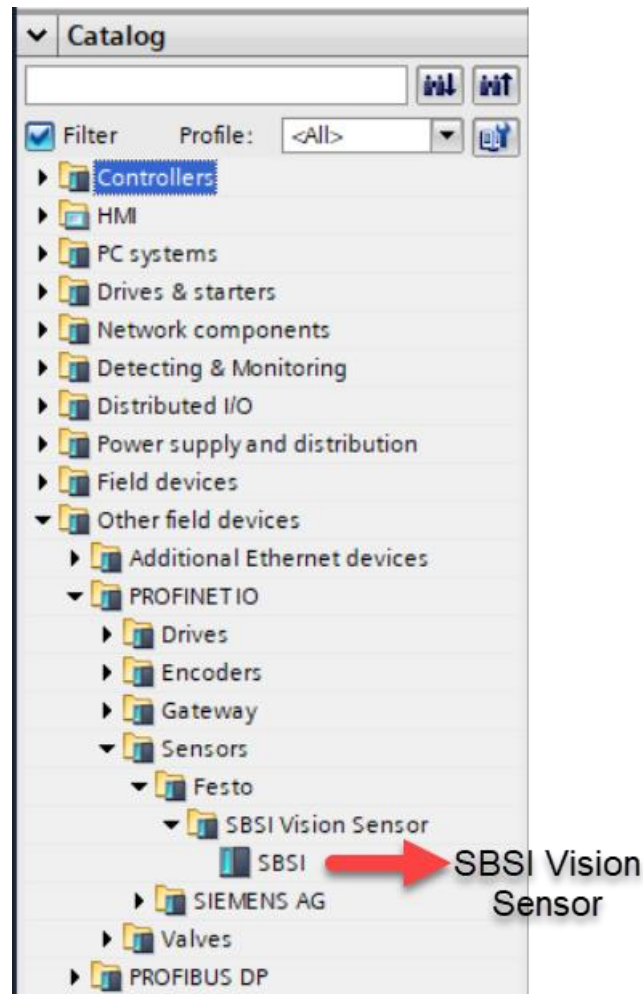 Catalog
Filter Profile: <All>
Controllers
HMI
PC systems
Drives & starters
Network components
Detecting & Monitoring
Distributed I/O
Power supply and distribution
Field devices
Other field devices
Additional Ethernet devices
PROFINET IO
Drives
Encoders
Gateway
Sensors
Festo
SBSI Vision Sensor
SBSI
SBSI Vision
Sensor
SIEMENS AG
Valves
PROFIBUS DP